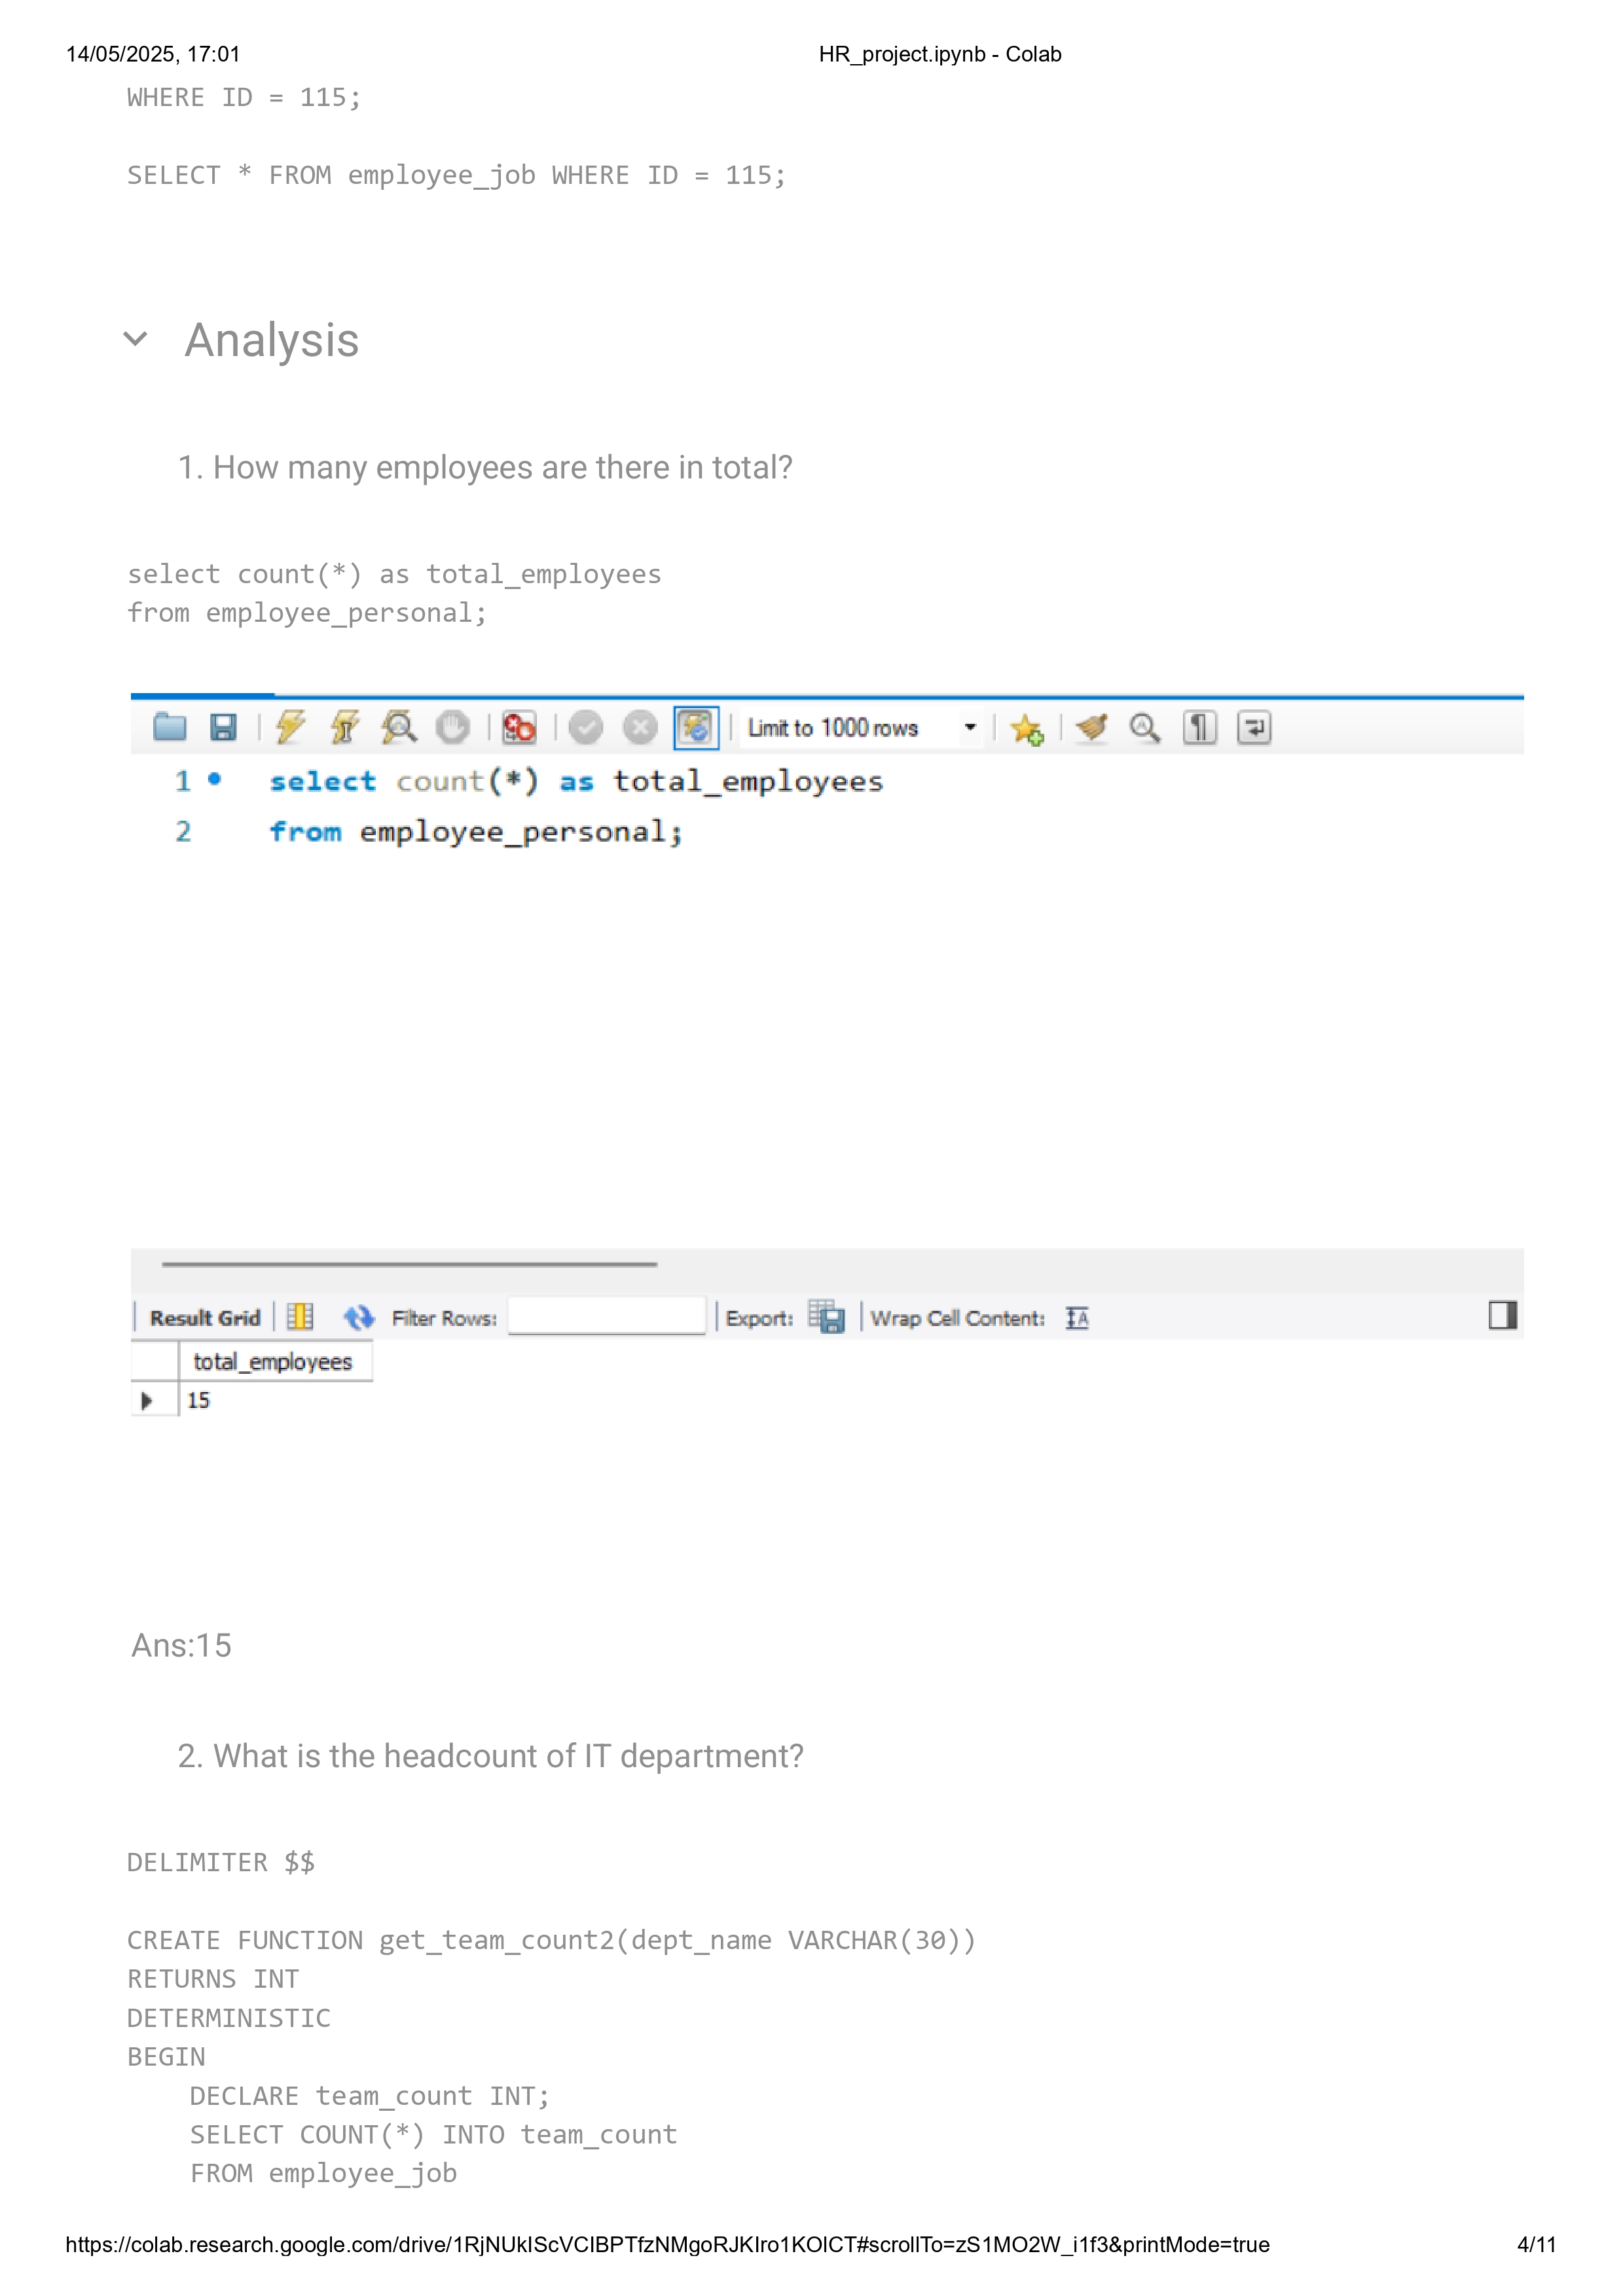 14/05/2025, 17:01 HR_project.ipynb - Colab
WHERE ID = 115;
SELECT * FROM employee_job WHERE ID = 115;
Analysis
1. How many employees are there in total?
select count(*) as total_employees
from employee_personal;
Limit to 1000 rows
1 select count(*) as total_employees
2 from employee_personal;
Result Grid Filter Rows: Export: Wrap Cell Content:
total_employees
15
Ans:15
2. What is the headcount of IT department?
DELIMITER $$
CREATE FUNCTION get_team_count2(dept_name VARCHAR(30))
RETURNS INT
DETERMINISTIC
BEGIN
    DECLARE team_count INT;
    SELECT COUNT(*) INTO team_count
    FROM employee_job
https://colab.research.google.com/drive/1RjNUkIScVCIBPTfzNMgoRJKIro1KOICT#scrollTo=zS1MO2W_i1f3&printMode=true 4/11